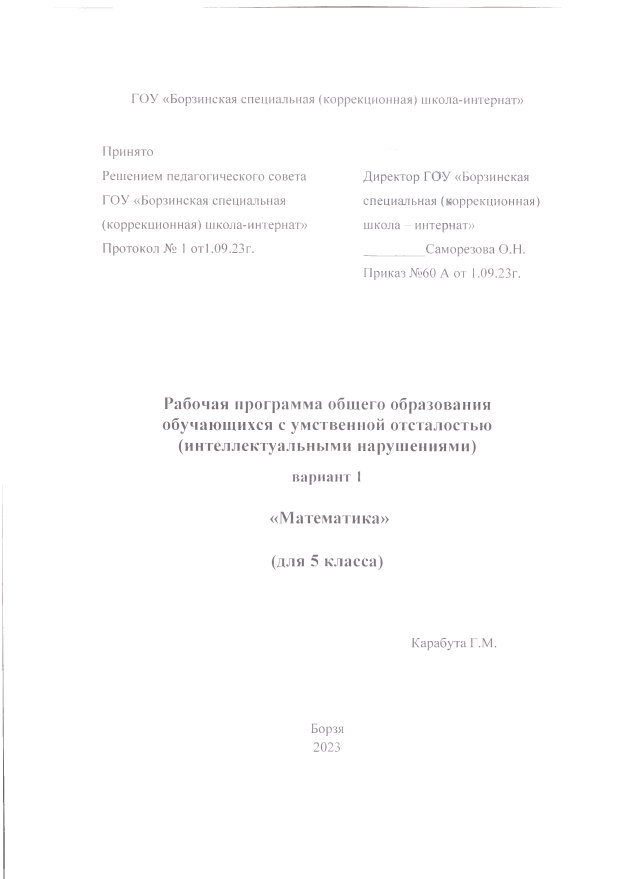 ГОУ «Борзинская специальная (коррекционная) школа-интернат»
Принято
Решением педагогического совета
ГОУ «Борзинская специальная
(коррекционная) школа-интернат»
Протокол № 1 от1.09.23г.
Директор ГОУ «Борзинская
специальная (коррекционная)
школа – интернат»
_________Саморезова О.Н.
Приказ №60 А от 1.09.23г.
Рабочая программа общего образования
обучающихся с умственной отсталостью
(интеллектуальными нарушениями)
вариант 1
«Математика»
(для 5 класса)
Карабута Г.М.
Борзя
2023